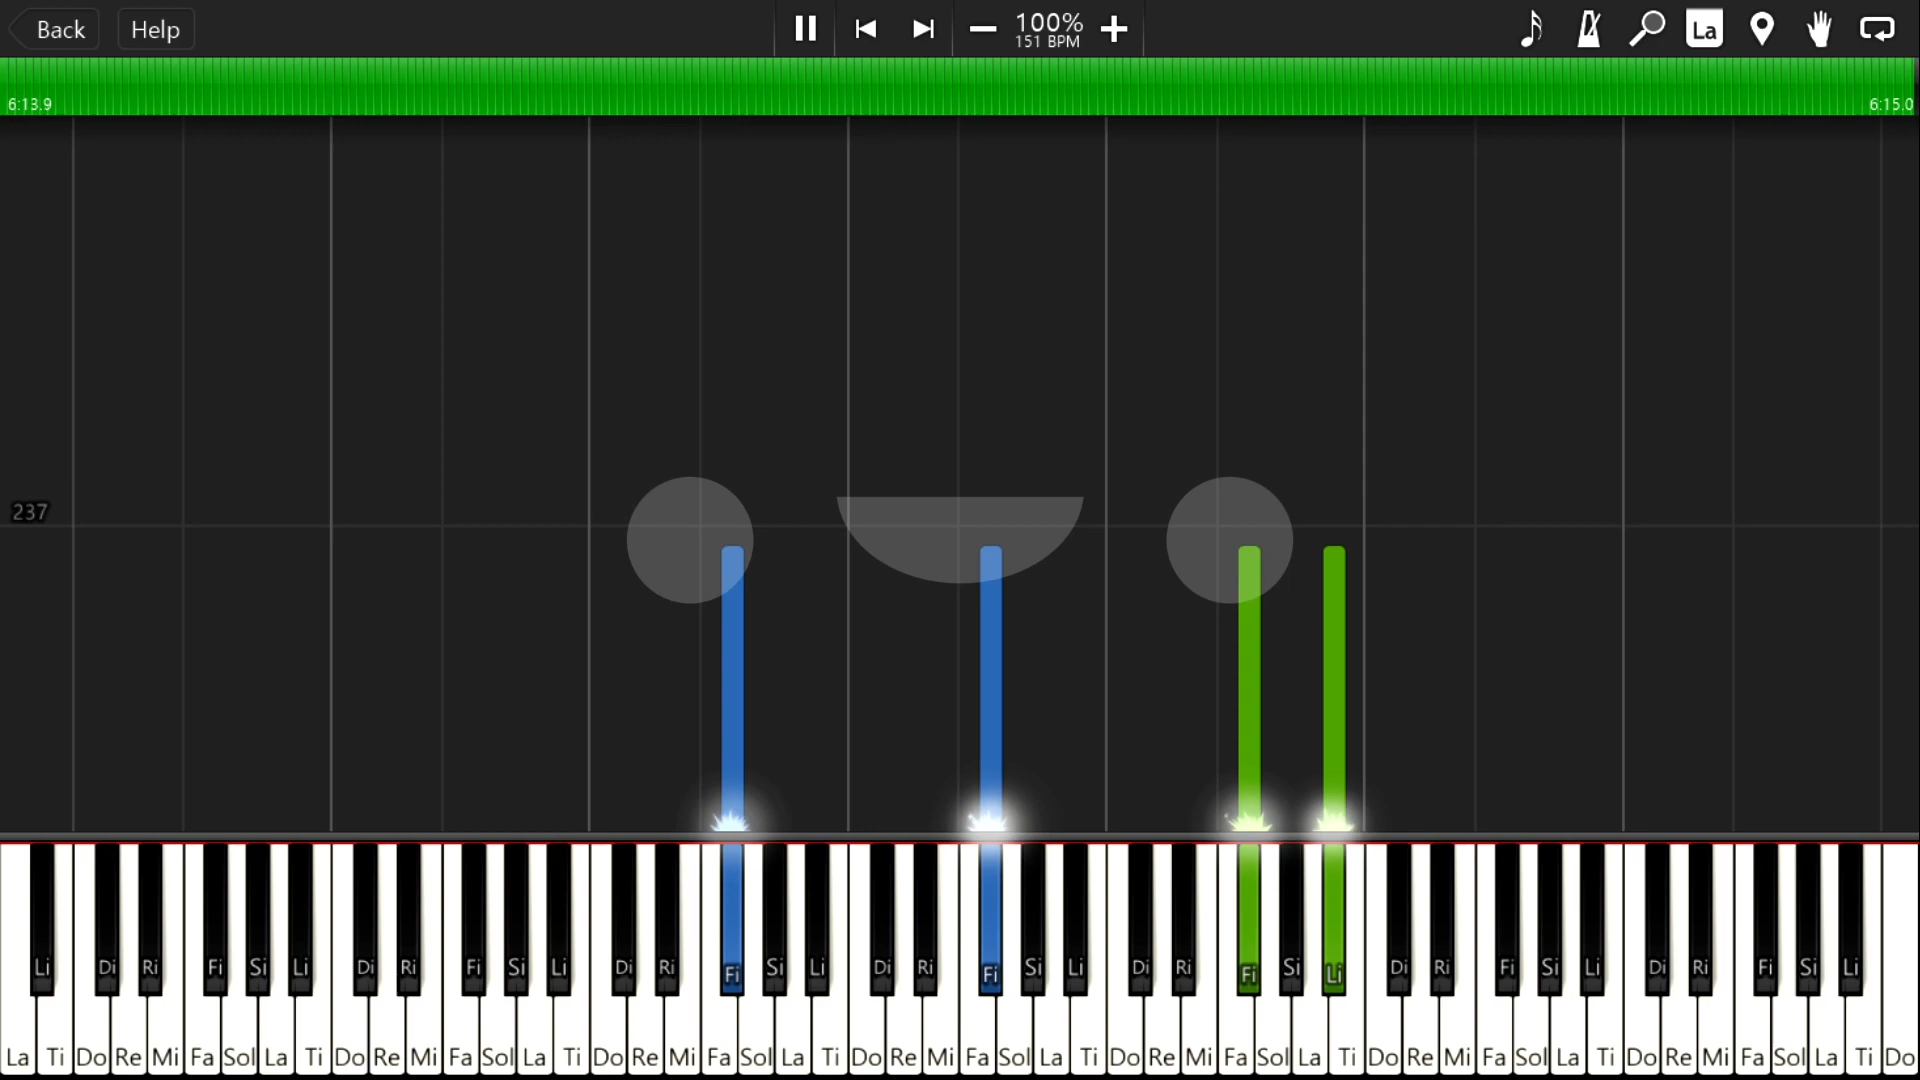 Back Help 100% La
151 BPM
6:13.9 6:15.0
237
Li Di Ri Fi Si Li Di Ri Fi Si Li Di Ri Fi Si Li Di Ri Fi Si Li Di Ri Fi Si Li Di Ri Fi Si Li Di Ri Fi Si Li
La Ti Do Re Mi Fa Sol La Ti Do Re Mi Fa Sol La Ti Do Re Mi Fa Sol La Ti Do Re Mi Fa Sol La Ti Do Re Mi Fa Sol La Ti Do Re Mi Fa Sol La Ti Do Re Mi Fa Sol La Ti Do